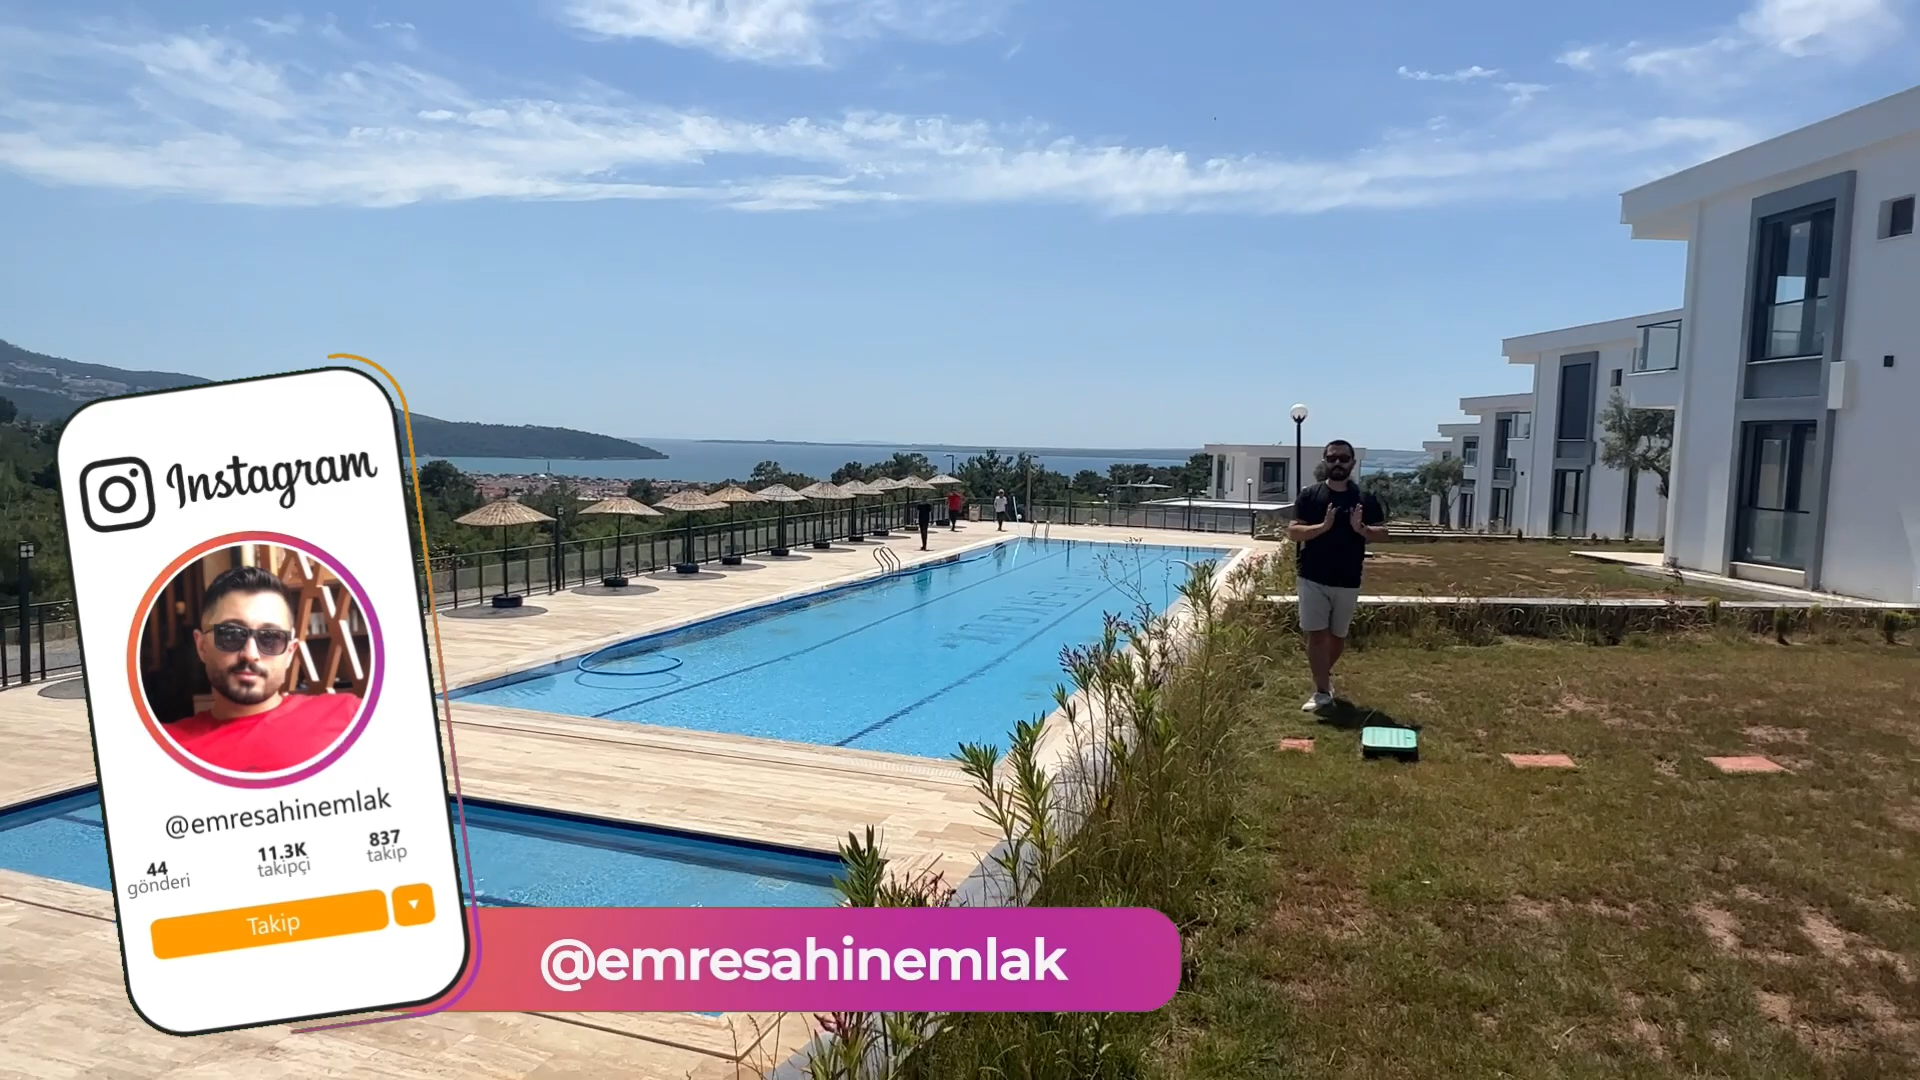 Instagram
@emresahinemlak
44
gönderi
11.3K
takipçi
837
takip
Takip
@emresahinemlak